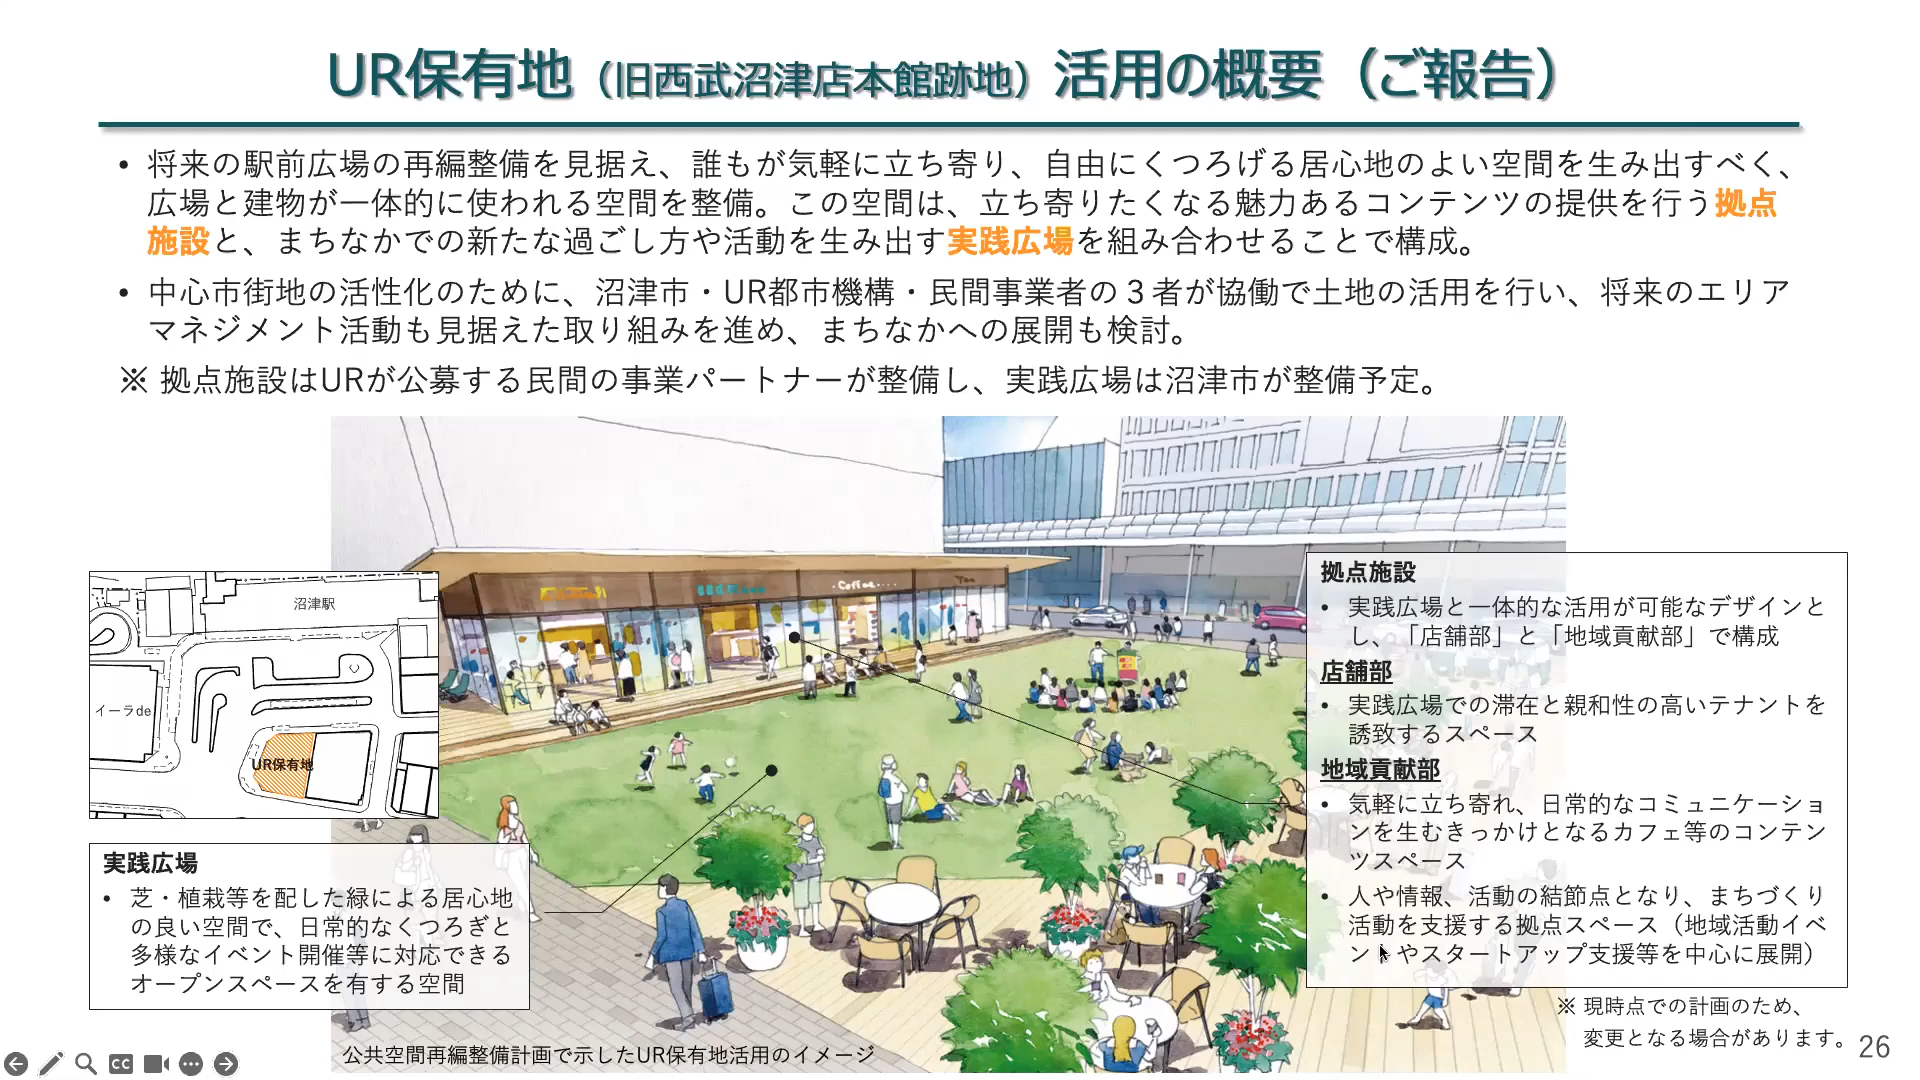 UR保有地（旧西武沼津店本館跡地）活用の概要（ご報告）
• 将来の駅前広場の再編整備を見据え、誰もが気軽に立ち寄り、自由にくつろげる居心地のよい空間を生み出すべく、
広場と建物が一体的に使われる空間を整備。この空間は、立ち寄りたくなる魅力あるコンテンツの提供を行う拠点
施設と、まちなかでの新たな過ごし方や活動を生み出す実践広場を組み合わせることで構成。
• 中心市街地の活性化のために、沼津市・UR都市機構・民間事業者の３者が協働で土地の活用を行い、将来のエリア
マネジメント活動も見据えた取り組みを進め、まちなかへの展開も検討。
※ 拠点施設はURが公募する民間の事業パートナーが整備し、実践広場は沼津市が整備予定。
沼津駅
イーラde
UR保有地
実践広場
• 芝・植栽等を配した緑による居心地
の良い空間で、日常的なくつろぎと
多様なイベント開催等に対応できる
オープンスペースを有する空間
Coffee
拠点施設
• 実践広場と一体的な活用が可能なデザインと
し、「店舗部」と「地域貢献部」で構成
店舗部
• 実践広場での滞在と親和性の高いテナントを
誘致するスペース
地域貢献部
• 気軽に立ち寄れ、日常的なコミュニケーショ
ンを生むきっかけとなるカフェ等のコンテン
ツスペース
• 人や情報、活動の結節点となり、まちづくり
活動を支援する拠点スペース（地域活動イベ
ントやスタートアップ支援等を中心に展開）
※ 現時点での計画のため、
変更となる場合があります。
公共空間再編整備計画で示したUR保有地活用のイメージ
26
CC